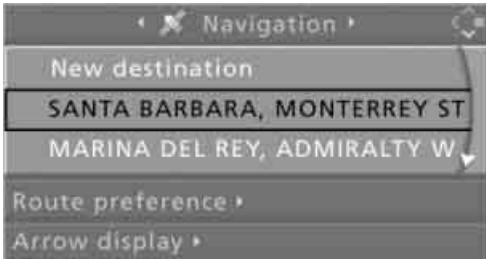 Navigation
New destination
SANTA BARBARA, MONTERREY ST
MARINA DEL REY, ADMIRALTY W
Route preference
Arrow display